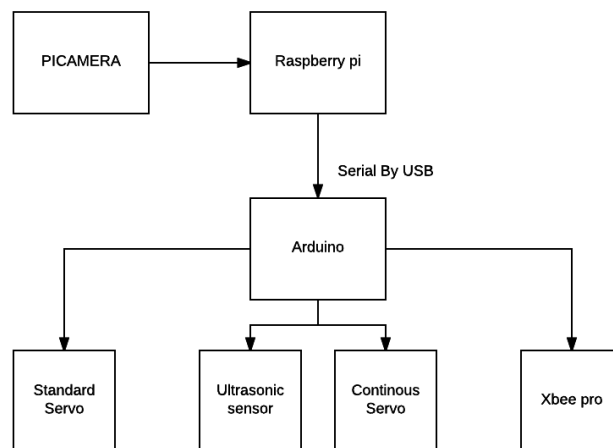 PICAMERA
Raspberry pi
Serial By USB
Arduino
Standard
Servo
Ultrasonic
sensor
Continous
Servo
Xbee pro